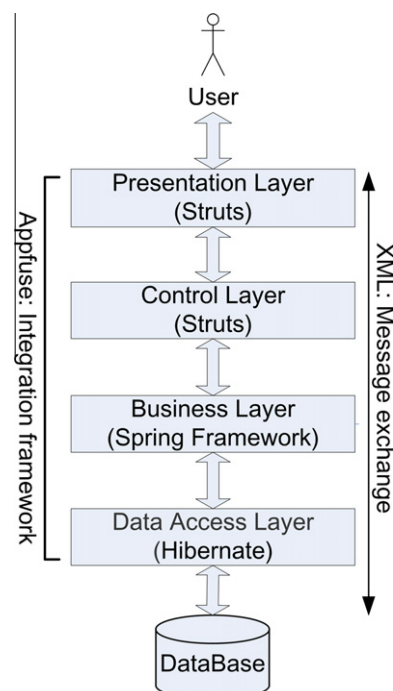 User
Presentation Layer
(Struts)
Control Layer
(Struts)
Business Layer
(Spring Framework)
Data Access Layer
(Hibernate)
DataBase
Appfuse: Integration framework
XML: Message exchange